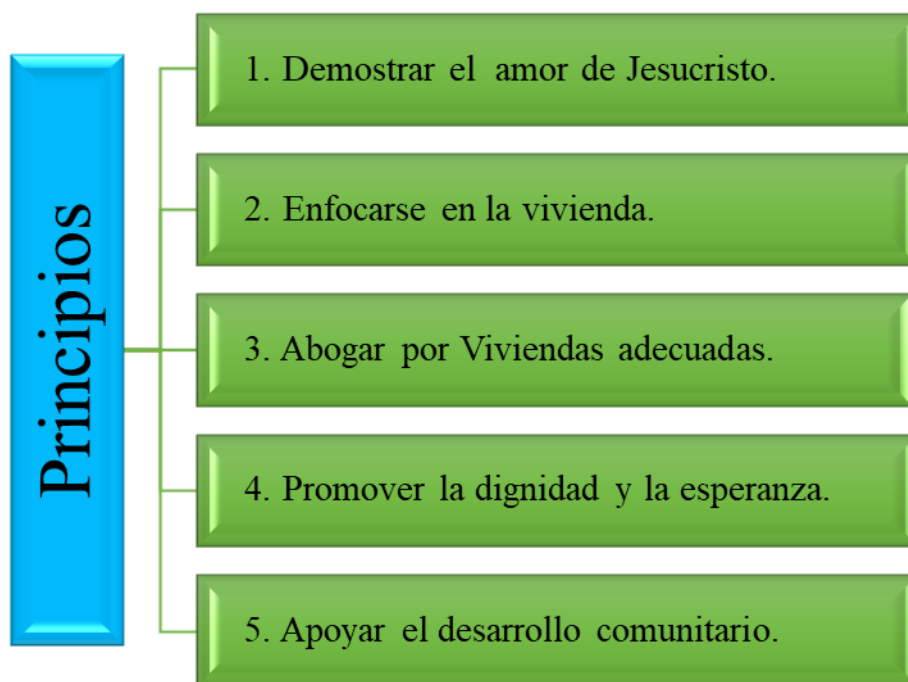 Principios
1. Demostrar el amor de Jesucristo.
2. Enfocarse en la vivienda.
3. Abogar por Viviendas adecuadas.
4. Promover la dignidad y la esperanza.
5. Apoyar el desarrollo comunitario.